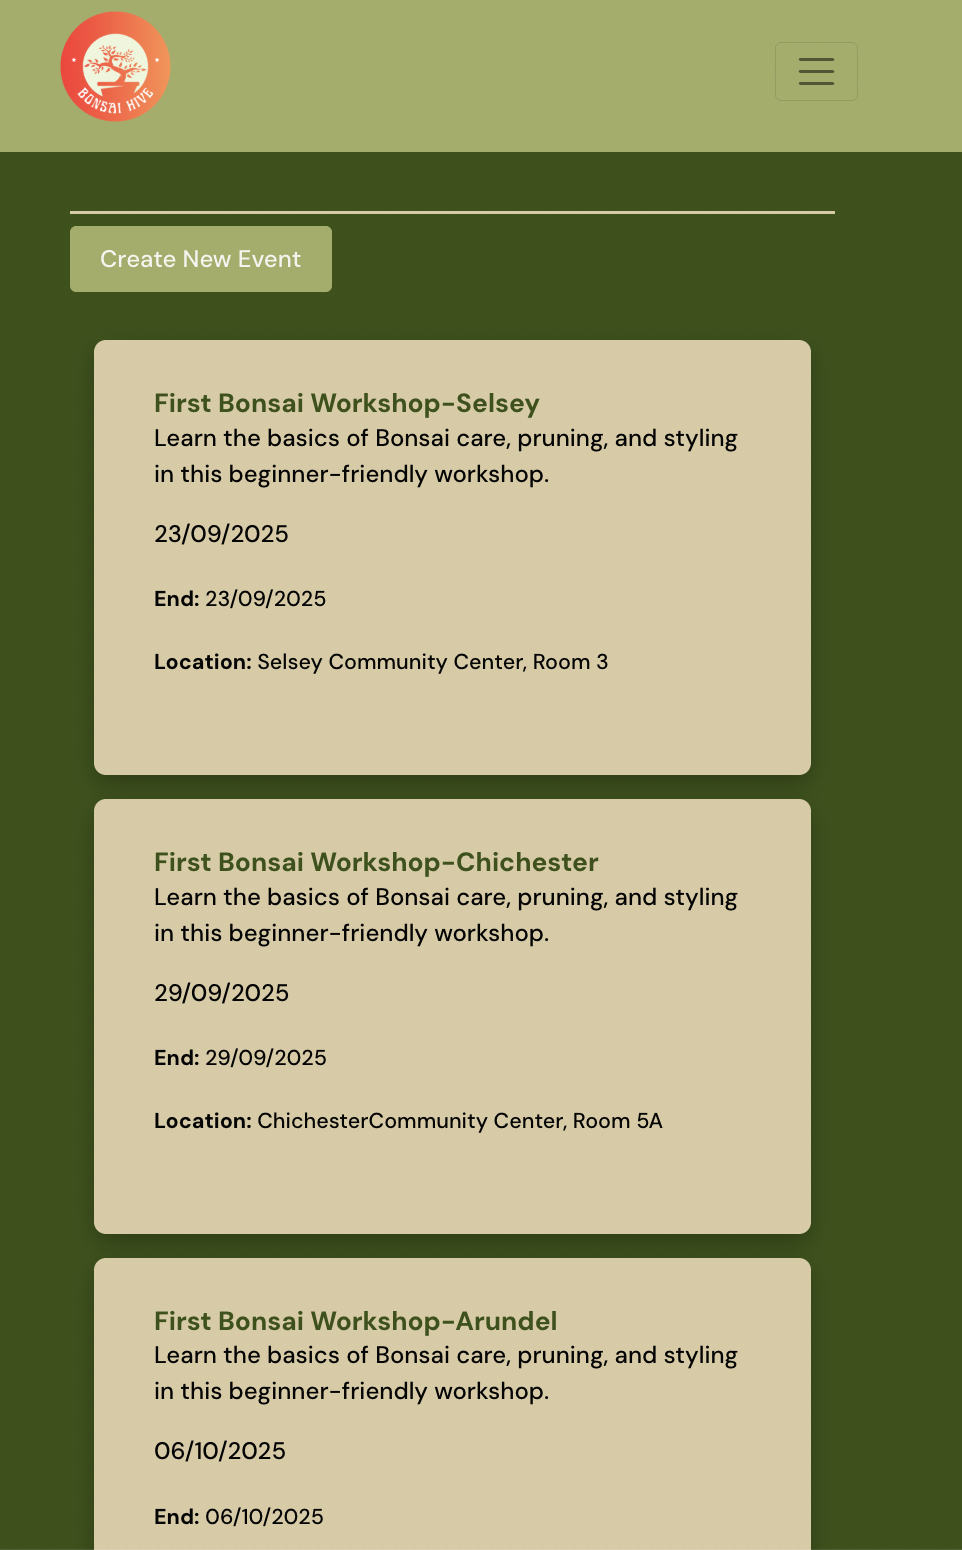 BONSAI HIVE
Create New Event
First Bonsai Workshop-Selsey
Learn the basics of Bonsai care, pruning, and styling
in this beginner-friendly workshop.
23/09/2025
End: 23/09/2025
Location: Selsey Community Center, Room 3
First Bonsai Workshop-Chichester
Learn the basics of Bonsai care, pruning, and styling
in this beginner-friendly workshop.
29/09/2025
End: 29/09/2025
Location: ChichesterCommunity Center, Room 5A
First Bonsai Workshop-Arundel
Learn the basics of Bonsai care, pruning, and styling
in this beginner-friendly workshop.
06/10/2025
End: 06/10/2025